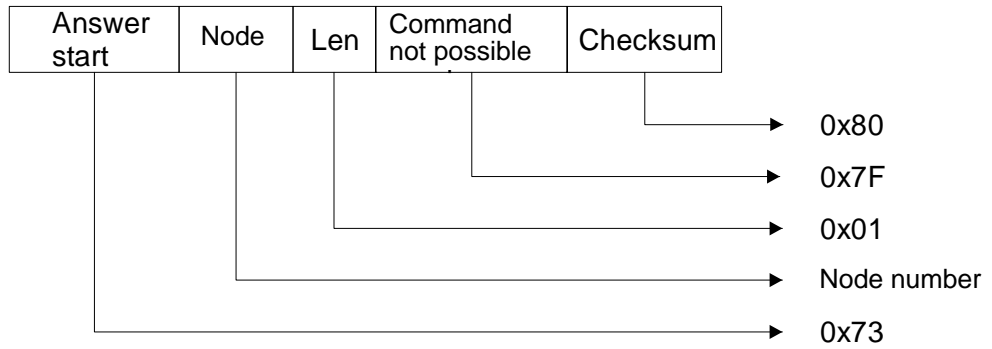 Answer
start
Node
Len
Command
not possible
Checksum
0x80
0x7F
0x01
Node number
0x73